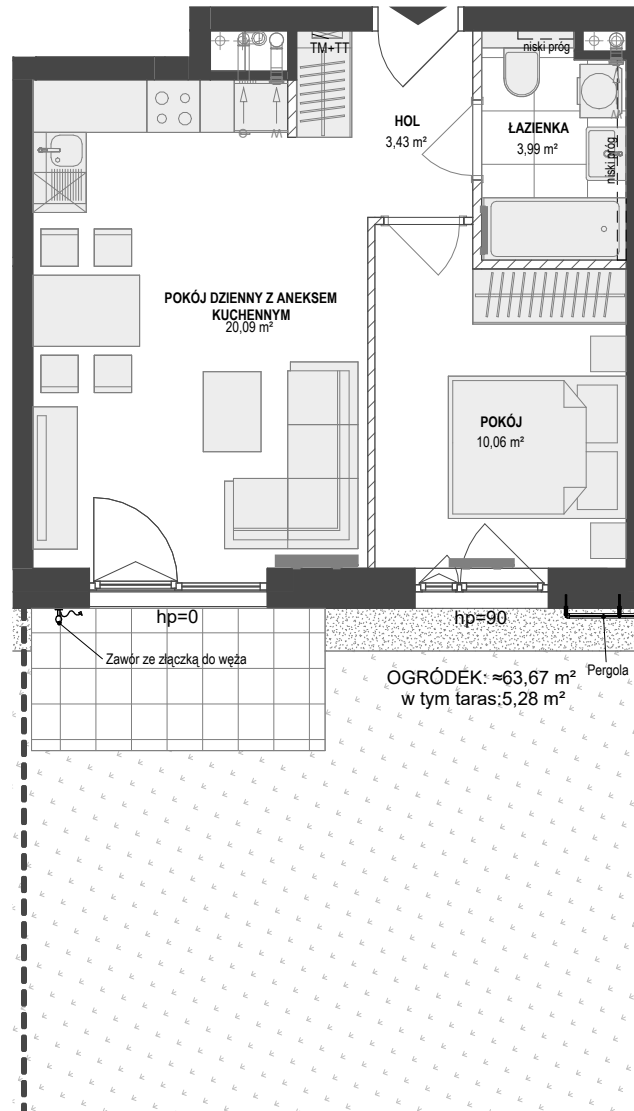 TM+TT
niski próg
HOL
3,43 m²
ŁAZIENKA
3,99 m²
niski próg
POKÓJ DZIENNY Z ANEKSEM
KUCHENNYM
20,09 m²
POKÓJ
10,06 m²
hp=0
hp=90
Zawór ze złączką do węża
OGRÓDEK: ≈63,67 m²
w tym taras:5,28 m²
Pergola